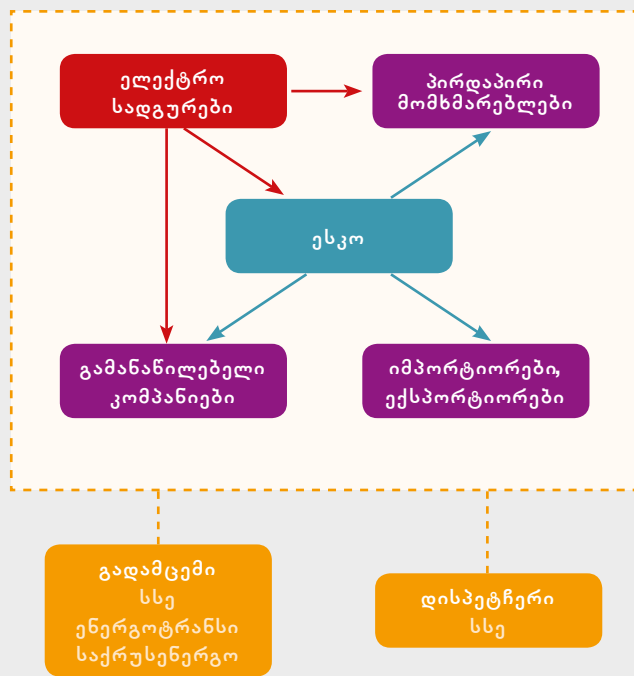 ელექტრო
სადგურები
პირდაპირი
მომხმარებლები
ესკო
გამანაწილებელი
კომპანიები
იმპორტიორები,
ექსპორტიორები
გადამცემი
სსე
ენერგოტრანსი
საქრუსენერგო
დისპეტჩერი
სსე